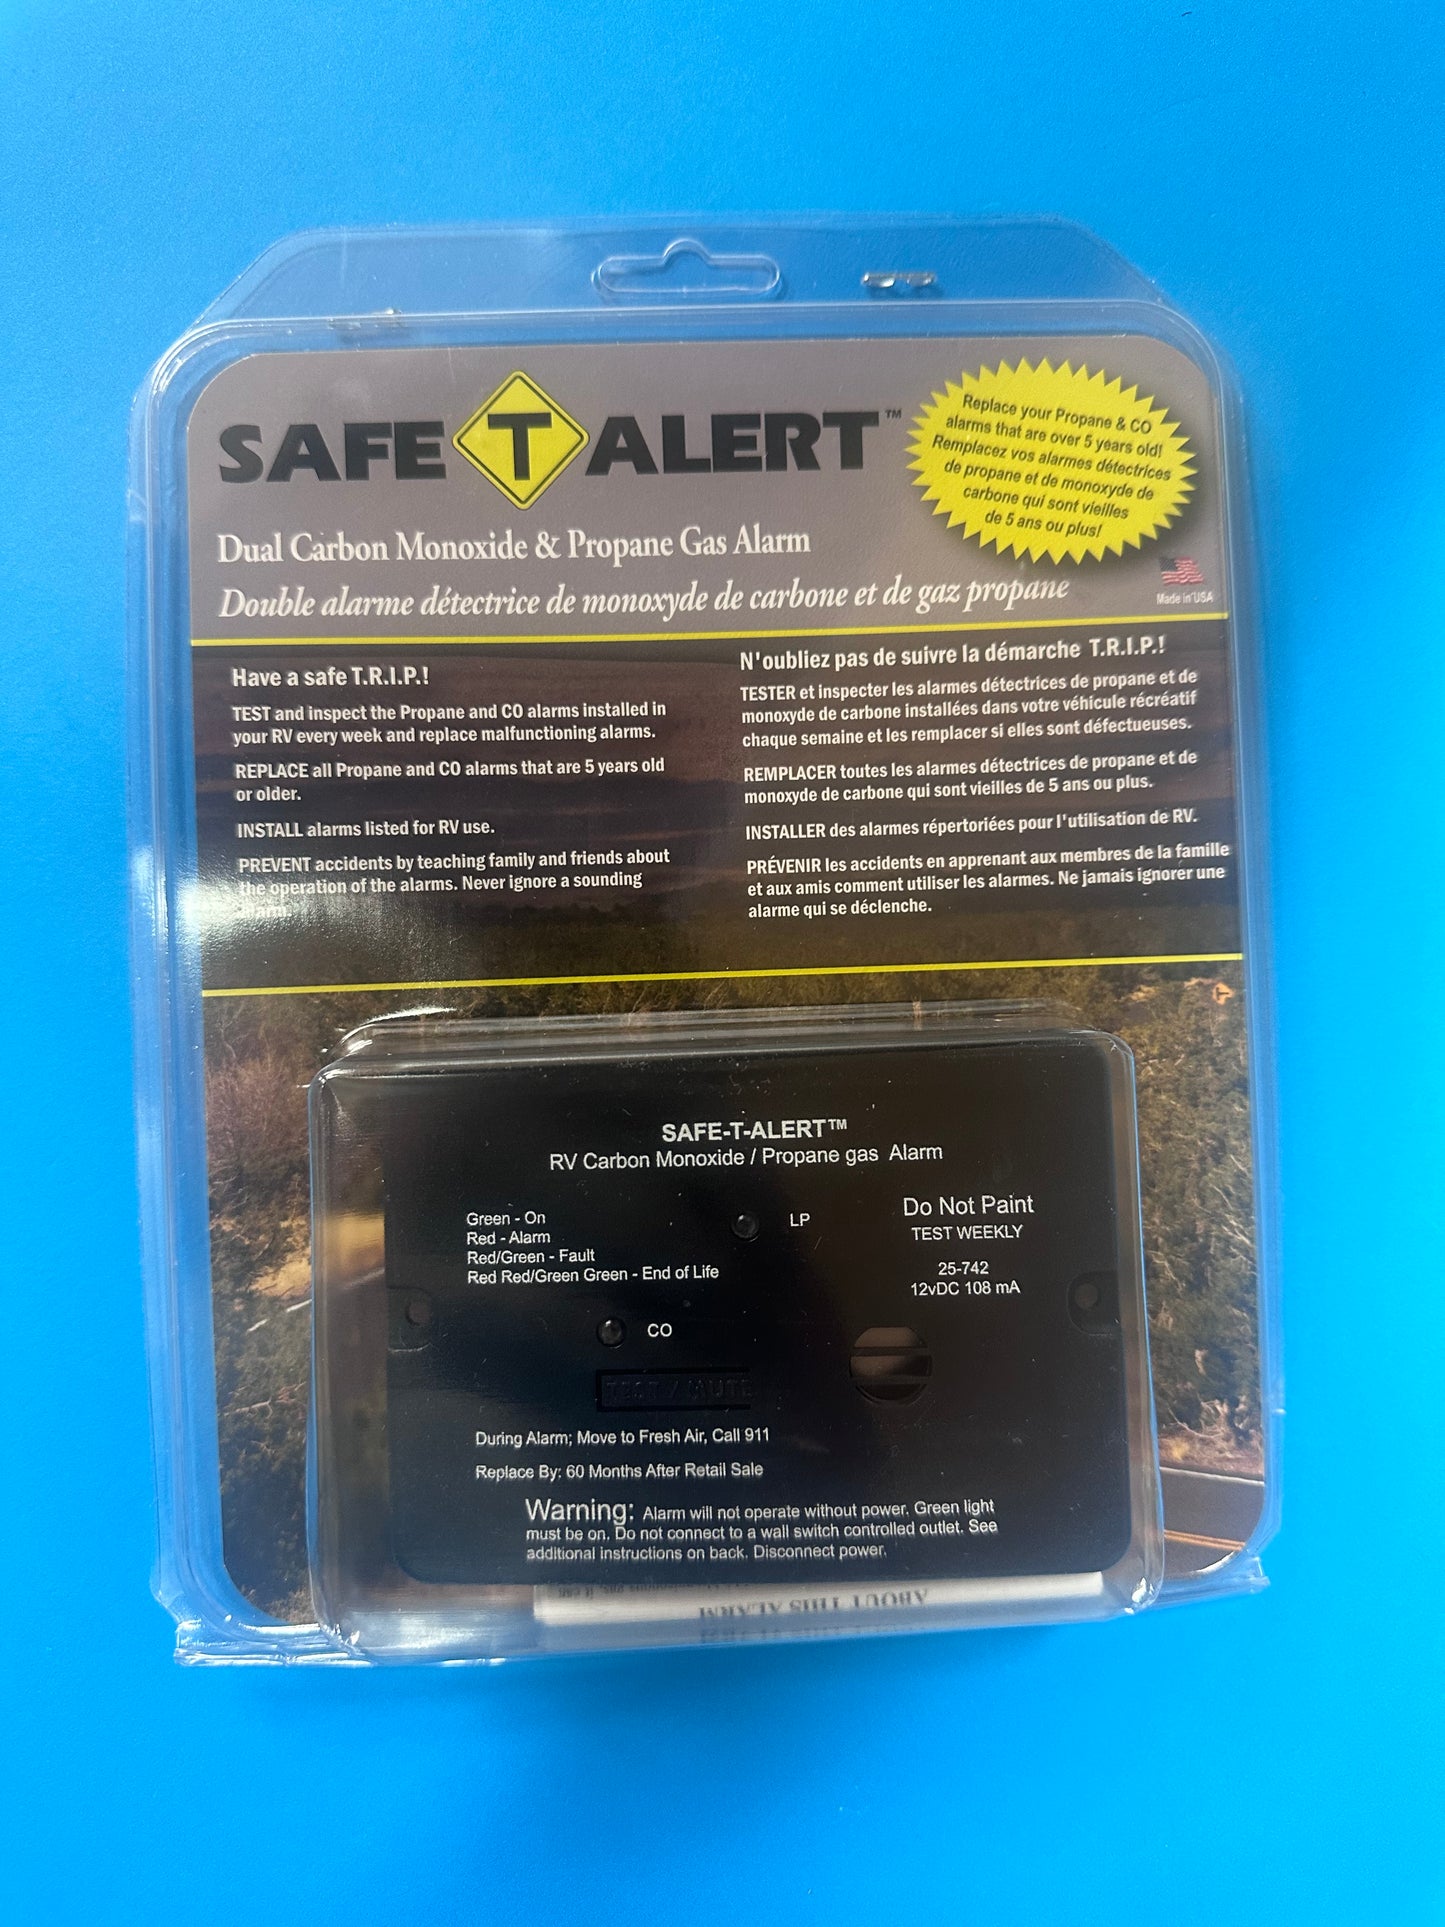 SAFE T ALERT™
Replace your Propane & CO
alarms that are over 5 years old!
Remplacez vos alarmes détectrices
de propane et de monoxyde de
carbone qui sont vieilles
de 5 ans ou plus!
Dual Carbon Monoxide & Propane Gas Alarm
Double alarme détectrice de monoxyde de carbone et de gaz propane
Made in USA
Have a safe T.R.I.P.!
TEST and inspect the Propane and CO alarms installed in
your RV every week and replace malfunctioning alarms.
REPLACE all Propane and CO alarms that are 5 years old
or older.
INSTALL alarms listed for RV use.
PREVENT accidents by teaching family and friends about
the operation of the alarms. Never ignore a sounding
alarm.
N'oubliez pas de suivre la démarche T.R.I.P.!
TESTER et inspecter les alarmes détectrices de propane et de
monoxyde de carbone installées dans votre véhicule récréatif
chaque semaine et les remplacer si elles sont défectueuses.
REMPLACER toutes les alarmes détectrices de propane et de
monoxyde de carbone qui sont vieilles de 5 ans ou plus.
INSTALLER des alarmes répertoriées pour l'utilisation de RV.
PRÉVENIR les accidents en apprenant aux membres de la famille
et aux amis comment utiliser les alarmes. Ne jamais ignorer une
alarme qui se déclenche.
SAFE-T-ALERT™
RV Carbon Monoxide / Propane gas Alarm
Green - On
Red - Alarm
Red/Green - Fault
Red Red/Green Green - End of Life
LP
Do Not Paint
TEST WEEKLY
25-742
12vDC 108 mA
CO
TEST / MUTE
During Alarm; Move to Fresh Air, Call 911
Replace By: 60 Months After Retail Sale
Warning: Alarm will not operate without power. Green light
must be on. Do not connect to a wall switch controlled outlet. See
additional instructions on back. Disconnect power.
ABOUT THIS ALARM